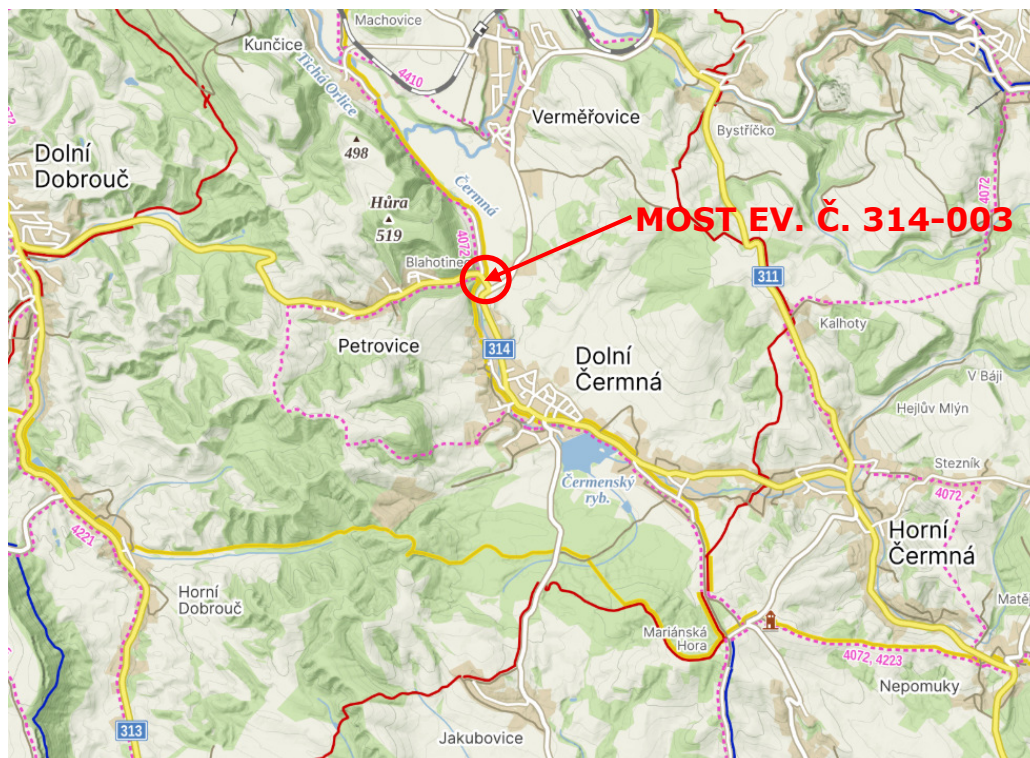 Machovice
Kunčice
Tichá Orlice
4410
Verměřovice
Bystříčko
Dolní
Dobrouč
498
Čermná
4072
Hůra
519
MOST EV. Č. 314-003
4072
Blahotinec
311
Kalhoty
Petrovice
314
Dolní
Čermná
V Báji
Hejlův Mlýn
Stezník
Čermenský
ryb.
4072
4221
Horní
Čermná
Horní
Dobrouč
Matě
Mariánská
Hora
4072, 4223
Nepomuky
313
Jakubovice